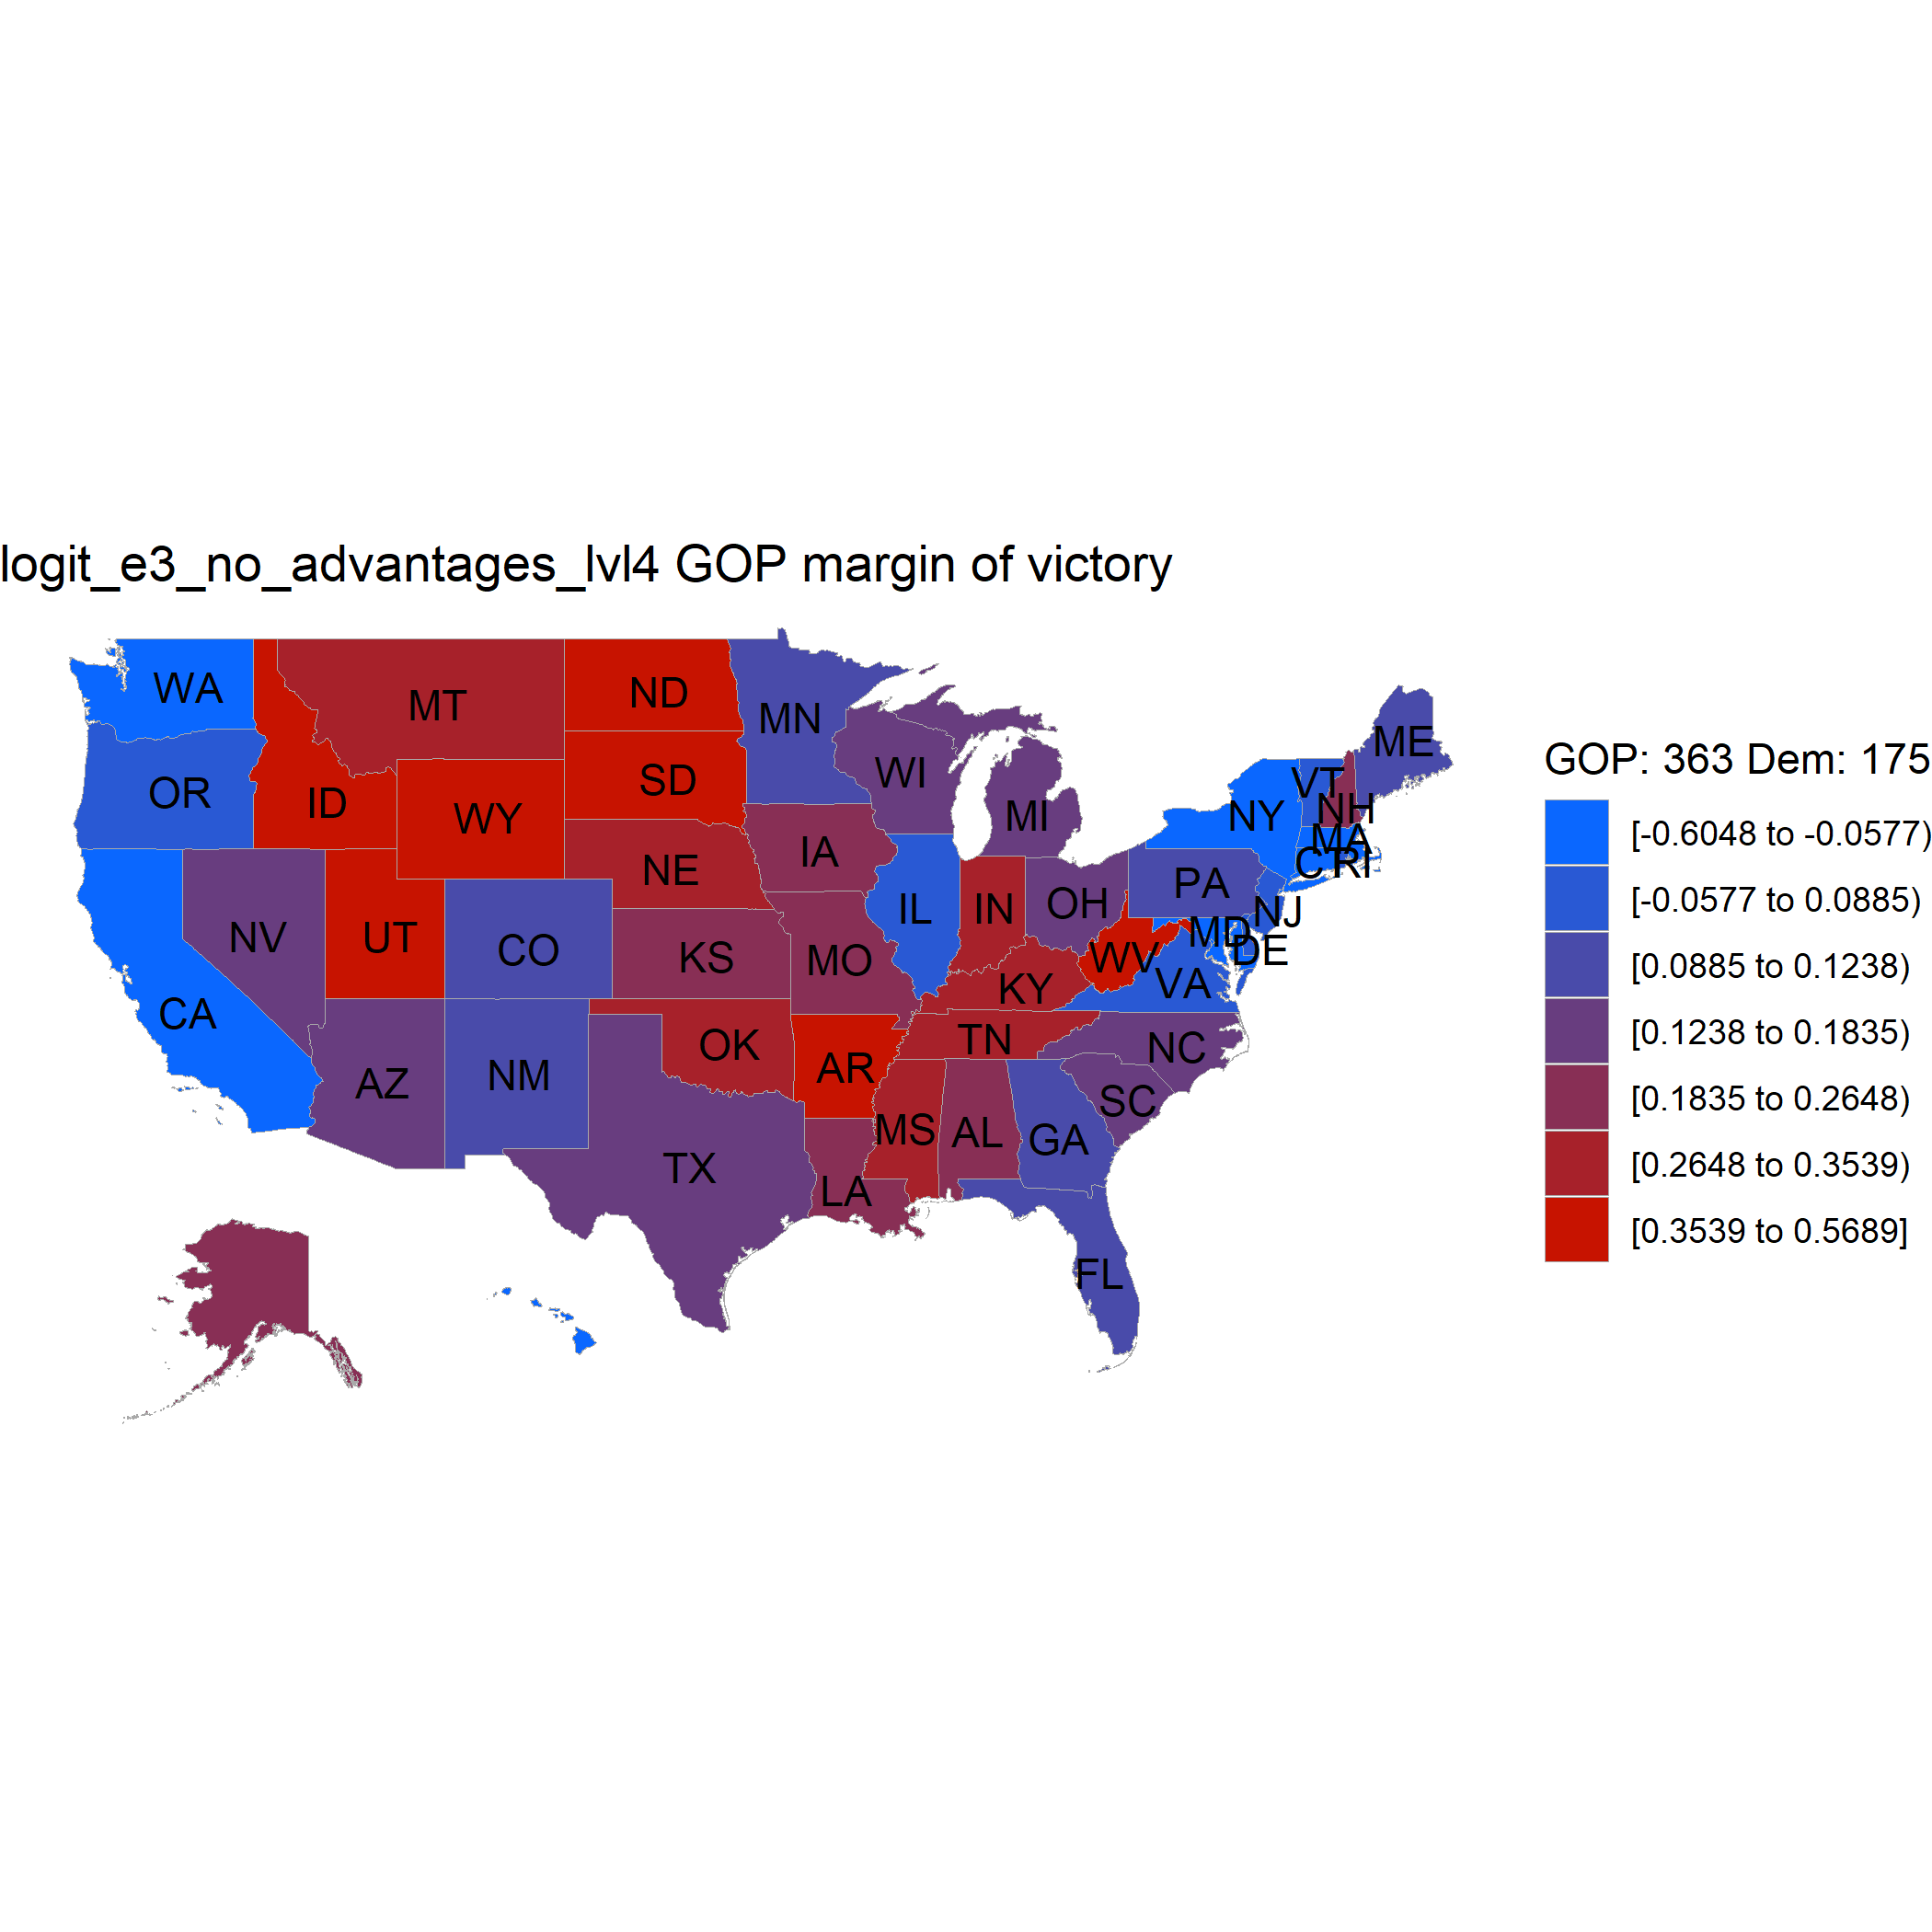 logit_e3_no_advantages_lvl4 GOP margin of victory
WA
MT
ND
MN
ME
OR
ID
WY
SD
WI
MI
NY
VT
NH
MA
CT
RI
NV
UT
CO
NE
IA
IL
IN
OH
PA
NJ
MD
DE
CA
KS
MO
KY
WV
VA
AZ
NM
OK
AR
TN
NC
SC
TX
LA
MS
AL
GA
FL
GOP: 363 Dem: 175
[-0.6048 to -0.0577)
[-0.0577 to 0.0885)
[0.0885 to 0.1238)
[0.1238 to 0.1835)
[0.1835 to 0.2648)
[0.2648 to 0.3539)
[0.3539 to 0.5689]